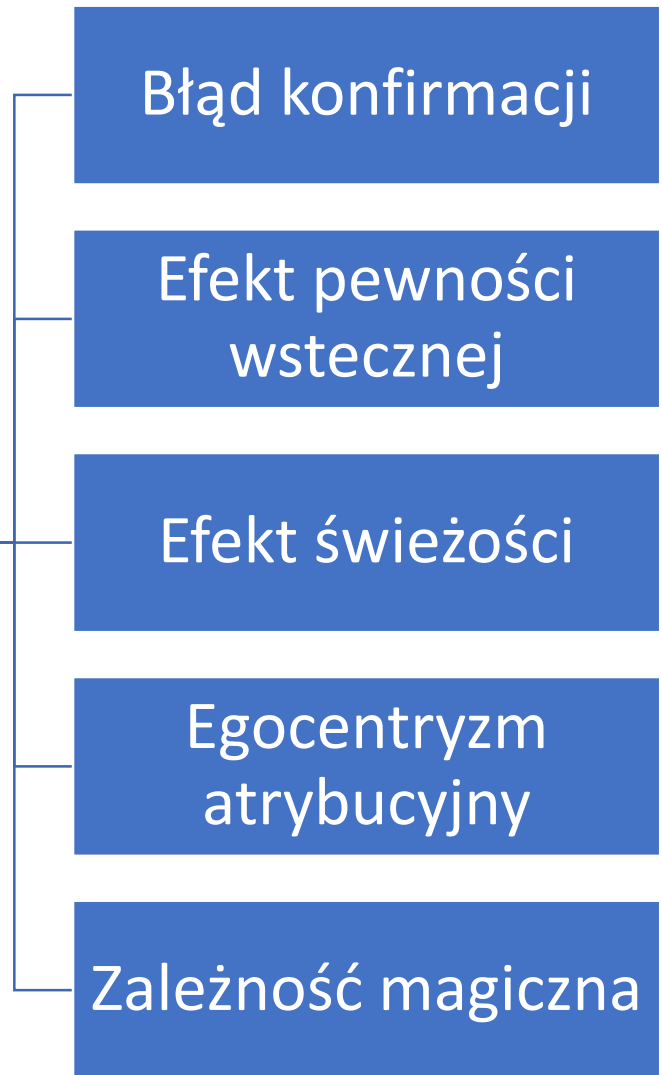 Błąd konfirmacji
Efekt pewności
wstecznej
Efekt świeżości
Egocentryzm
atrybucyjny
Zależność magiczna